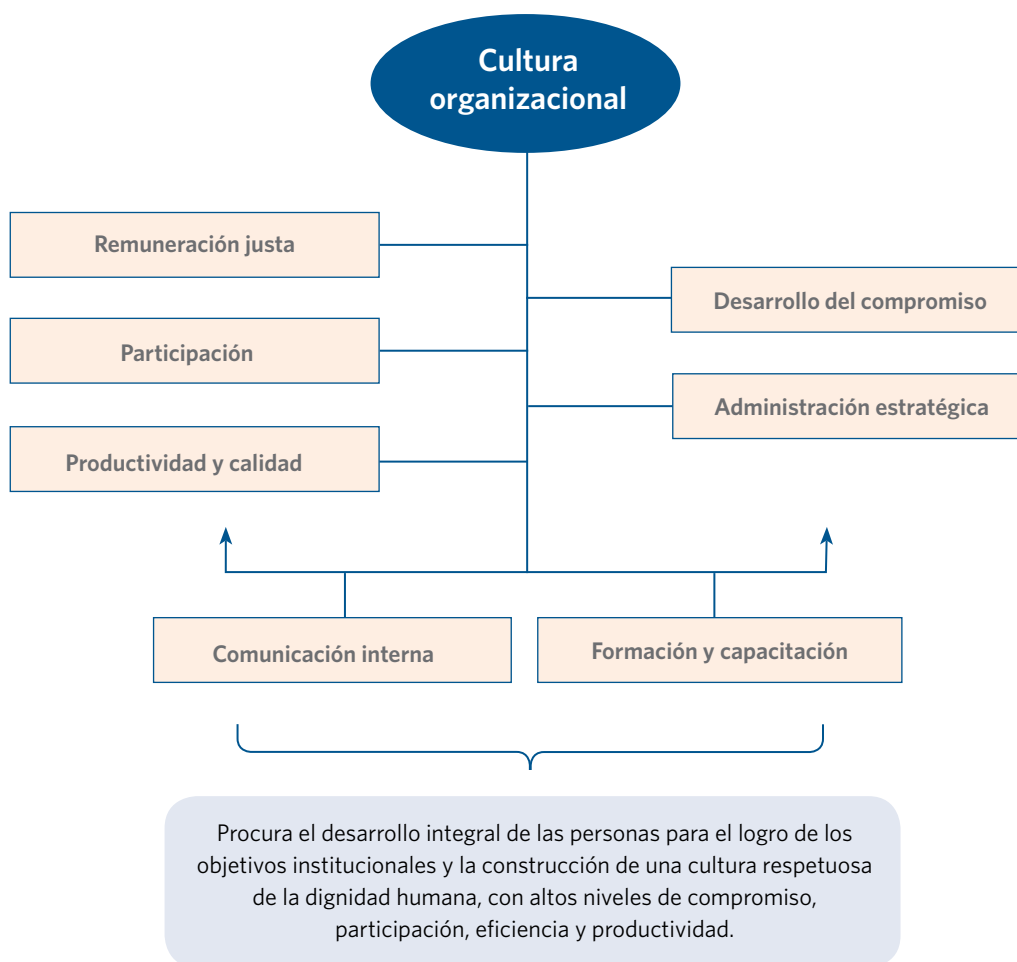 Cultura
organizacional
Remuneración justa
Desarrollo del compromiso
Participación
Administración estratégica
Productividad y calidad
Comunicación interna
Formación y capacitación
Procura el desarrollo integral de las personas para el logro de los
objetivos institucionales y la construcción de una cultura respetuosa
de la dignidad humana, con altos niveles de compromiso,
participación, eficiencia y productividad.